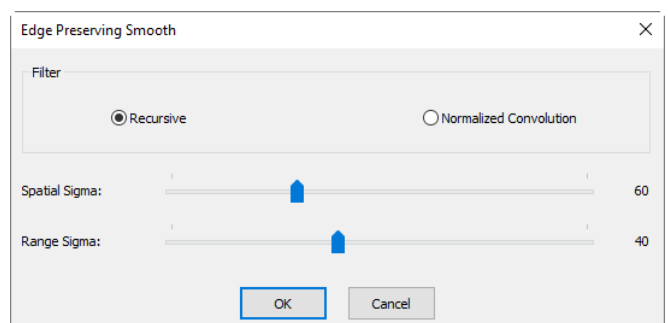 Edge Preserving Smooth
Filter
Recursive Normalized Convolution
Spatial Sigma: 60
Range Sigma: 40
OK Cancel